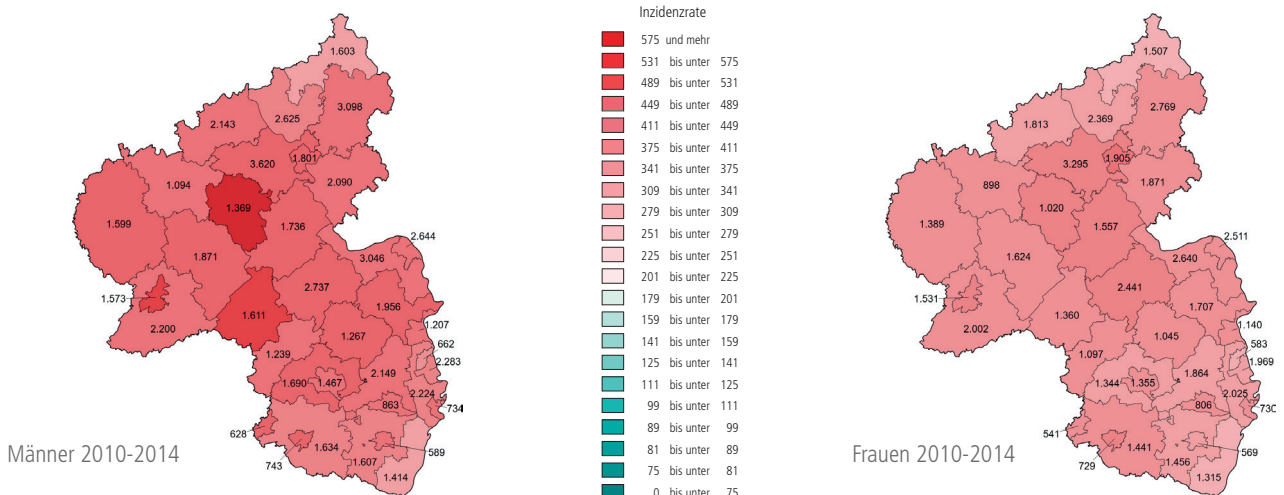 Inzidenzrate
575 und mehr
531 bis unter 575
489 bis unter 531
449 bis unter 489
411 bis unter 449
375 bis unter 411
341 bis unter 375
309 bis unter 341
279 bis unter 309
251 bis unter 279
225 bis unter 251
201 bis unter 225
179 bis unter 201
159 bis unter 179
141 bis unter 159
125 bis unter 141
111 bis unter 125
99 bis unter 111
89 bis unter 99
81 bis unter 89
75 bis unter 81
0 bis unter 75
1.603
3.098
2.625
2.143
1.801
3.620
2.090
1.094
1.369
1.599
1.736
2.644
1.871
3.046
2.737
1.573
1.956
1.611
2.200
1.207
1.267
662
1.239
2.283
2.149
1.690
1.467
2.224
863
734
628
1.634
589
743
1.607
1.414
Männer 2010-2014
1.507
2.769
2.369
1.813
1.905
3.295
1.871
898
1.020
1.389
1.557
2.511
1.624
2.640
2.441
1.531
1.707
1.360
2.002
1.140
1.045
583
1.097
1.969
1.864
1.344
1.355
2.025
806
730
541
1.441
569
729
1.456
1.315
Frauen 2010-2014